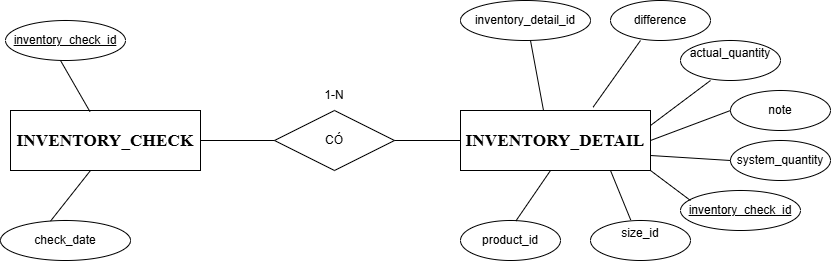 inventory_detail_id
difference
inventory_check_id
actual_quantity
1-N
note
INVENTORY_CHECK
CÓ
INVENTORY_DETAIL
system_quantity
inventory_check_id
check_date
product_id
size_id